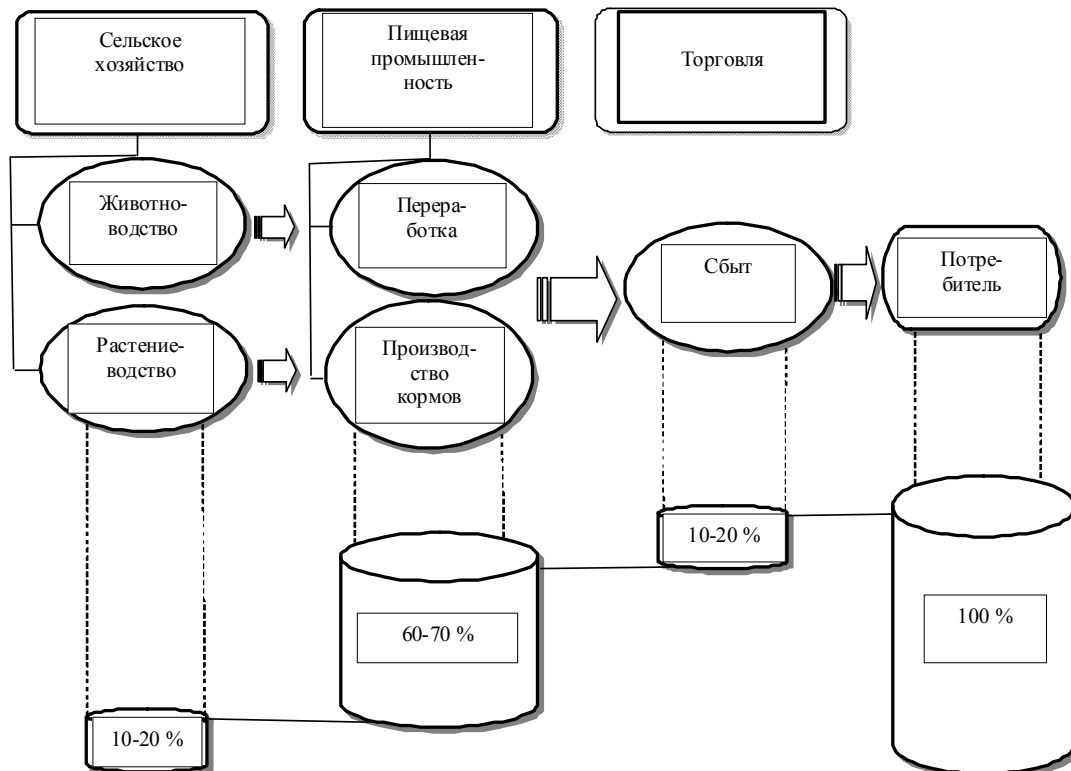 Сельское
хозяйство
Пищевая
промышлен-
ность
Торговля
Животно-
водство
Перера-
ботка
Сбыт
Потре-
битель
Растение-
водство
Производ-
ство
кормов
10-20 %
60-70 %
100 %
10-20 %